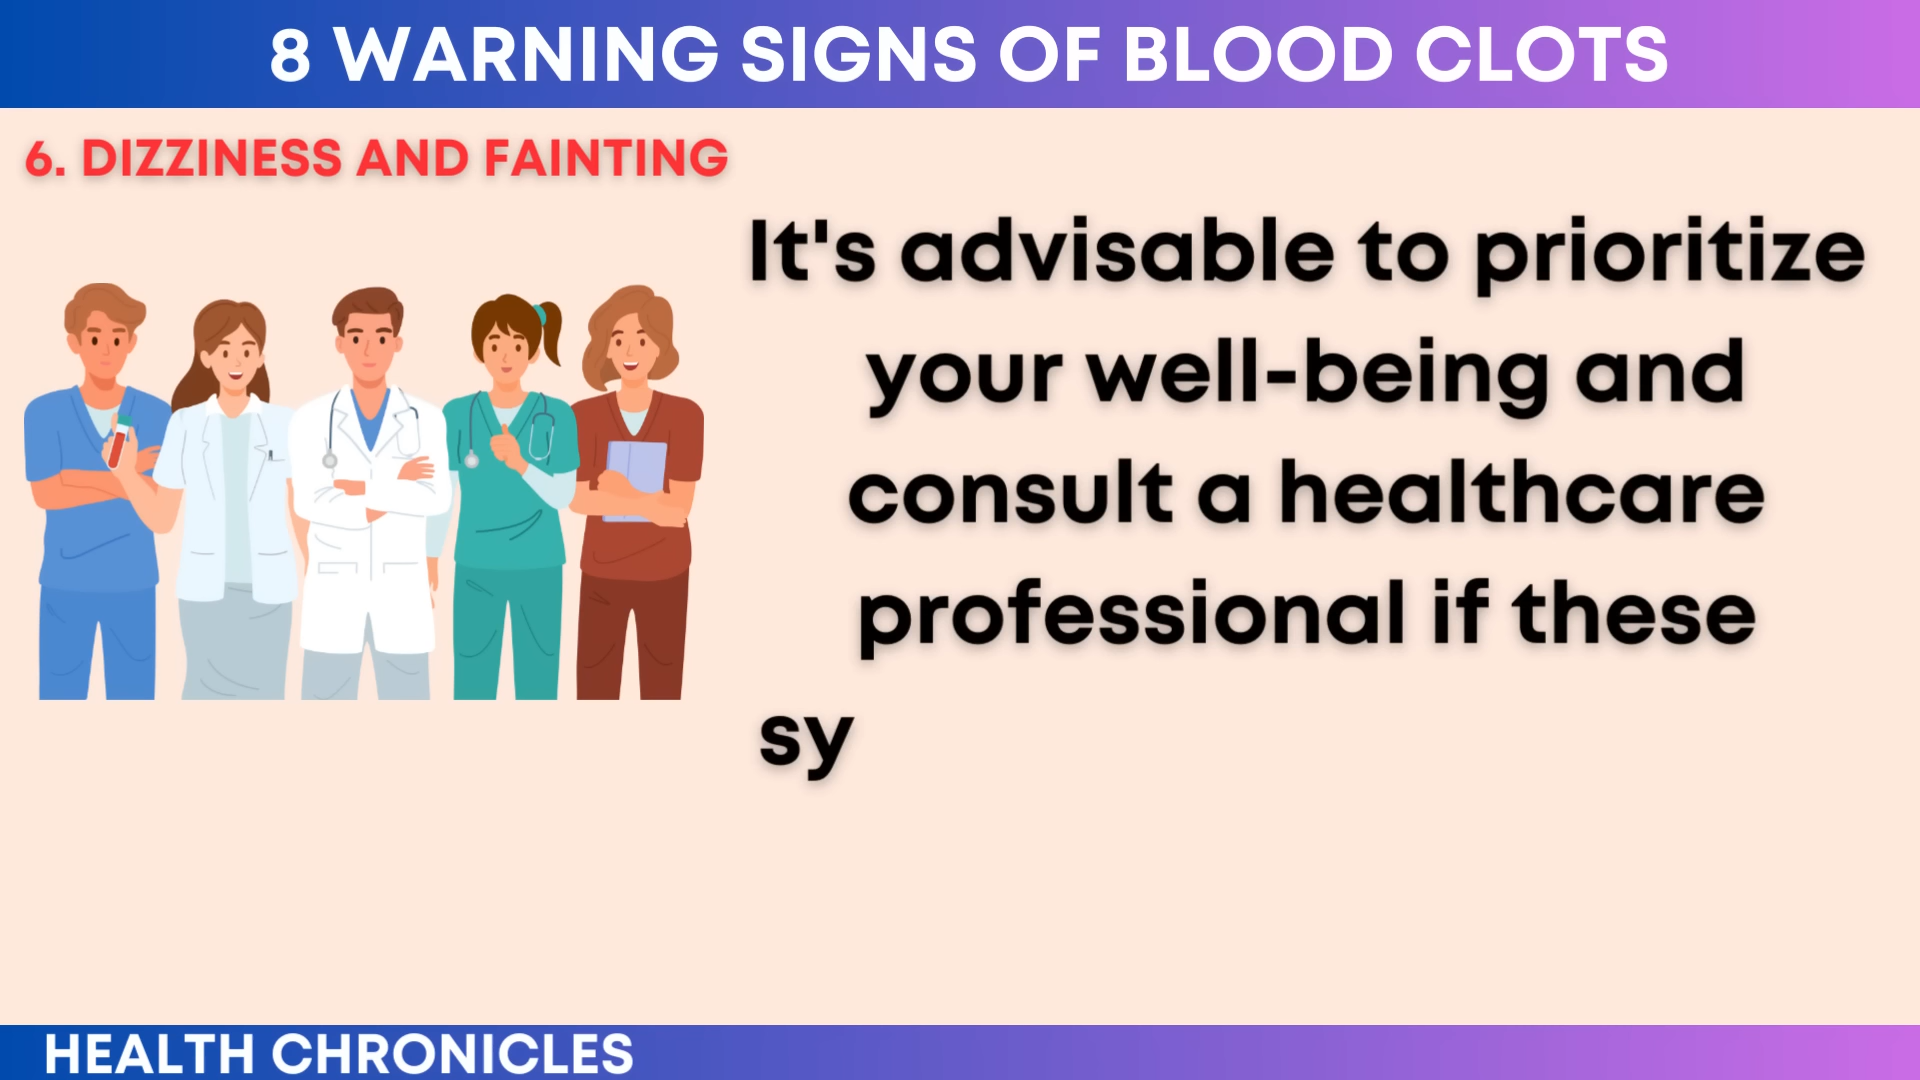 8 WARNING SIGNS OF BLOOD CLOTS
6. DIZZINESS AND FAINTING
It's advisable to prioritize
your well-being and
consult a healthcare
professional if these
sy
HEALTH CHRONICLES